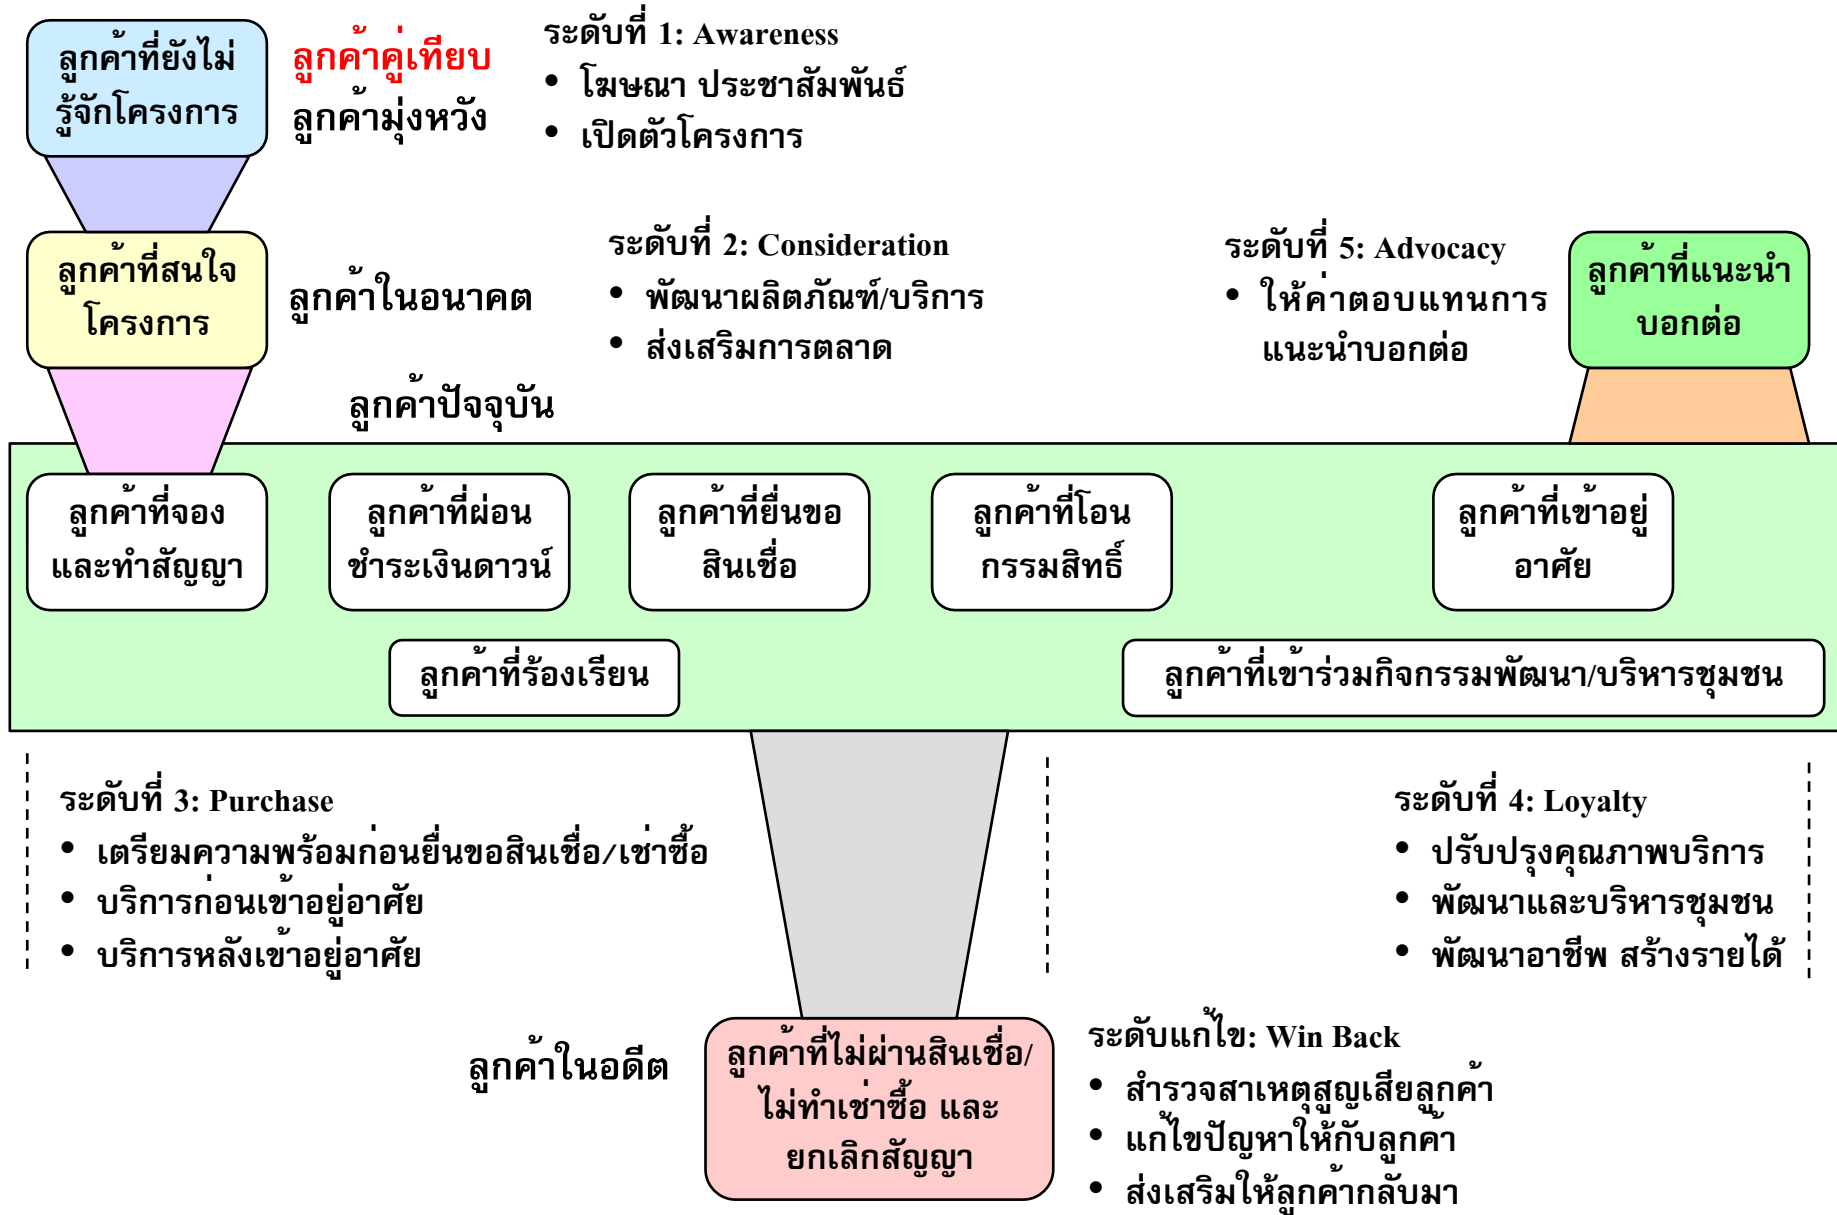 ลูกค้าที่ยังไม่
รู้จักโครงการ
ลูกค้าคู่เทียบ
ลูกค้ามุ่งหวัง
ระดับที่ 1: Awareness
• โฆษณา ประชาสัมพันธ์
• เปิดตัวโครงการ
ลูกค้าที่สนใจ
โครงการ
ลูกค้าในอนาคต
ระดับที่ 2: Consideration
• พัฒนาผลิตภัณฑ์/บริการ
• ส่งเสริมการตลาด
ระดับที่ 5: Advocacy
• ให้ค่าตอบแทนการ
แนะนำบอกต่อ
ลูกค้าที่แนะนำ
บอกต่อ
ลูกค้าปัจจุบัน
ลูกค้าที่จอง
และทำสัญญา
ลูกค้าที่ผ่อน
ชำระเงินดาวน์
ลูกค้าที่ยื่นขอ
สินเชื่อ
ลูกค้าที่โอน
กรรมสิทธิ์
ลูกค้าที่เข้าอยู่
อาศัย
ลูกค้าที่ร้องเรียน
ลูกค้าที่เข้าร่วมกิจกรรมพัฒนา/บริหารชุมชน
ระดับที่ 3: Purchase
• เตรียมความพร้อมก่อนยื่นขอสินเชื่อ/เช่าซื้อ
• บริการก่อนเข้าอยู่อาศัย
• บริการหลังเข้าอยู่อาศัย
ระดับที่ 4: Loyalty
• ปรับปรุงคุณภาพบริการ
• พัฒนาและบริหารชุมชน
• พัฒนาอาชีพ สร้างรายได้
ลูกค้าในอดีต
ลูกค้าที่ไม่ผ่านสินเชื่อ/
ไม่ทำเช่าซื้อ และ
ยกเลิกสัญญา
ระดับแก้ไข: Win Back
• สำรวจสาเหตุสูญเสียลูกค้า
• แก้ไขปัญหาให้กับลูกค้า
• ส่งเสริมให้ลูกค้ากลับมา